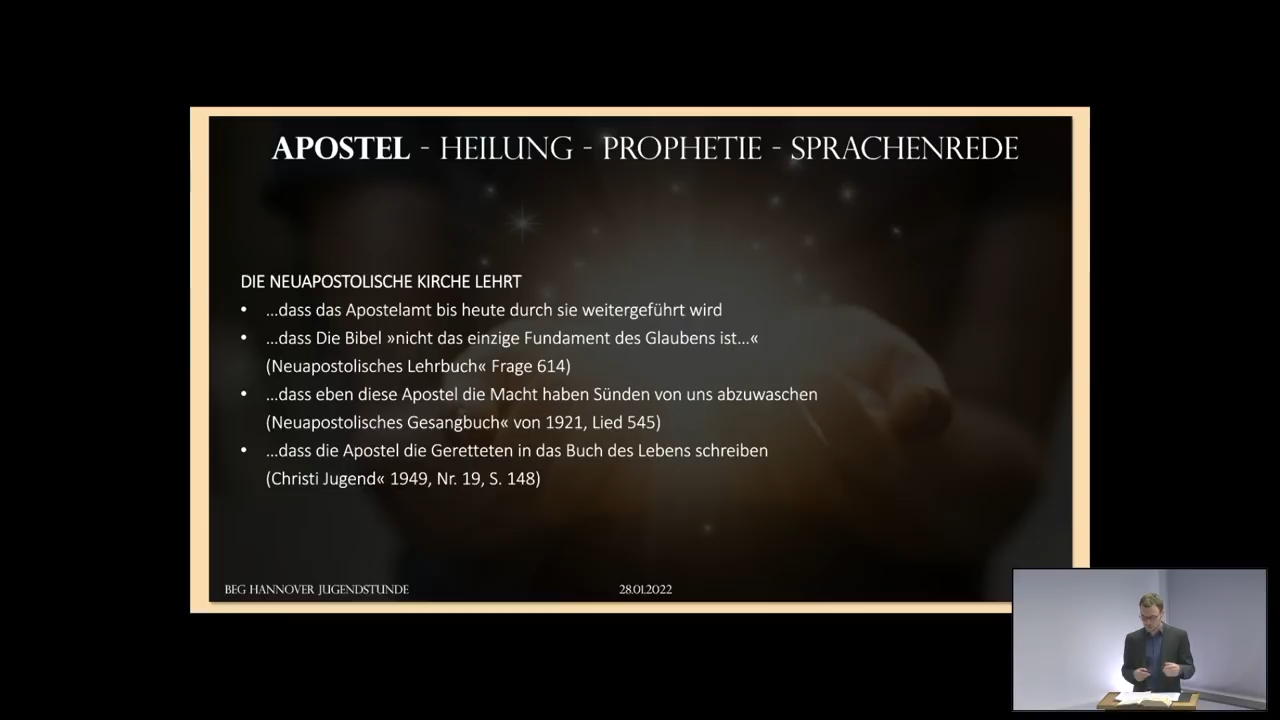 APOSTEL - HEILUNG - PROPHETIE - SPRACHENREDE
DIE NEUAPOSTOLISCHE KIRCHE LEHRT
• ...dass das Apostelamt bis heute durch sie weitergeführt wird
• ...dass Die Bibel »nicht das einzige Fundament des Glaubens ist...«
(Neuapostolisches Lehrbuch« Frage 614)
• ...dass eben diese Apostel die Macht haben Sünden von uns abzuwaschen
(Neuapostolisches Gesangbuch« von 1921, Lied 545)
• ...dass die Apostel die Geretteten in das Buch des Lebens schreiben
(Christi Jugend« 1949, Nr. 19, S. 148)
BEG HANNOVER JUGENDSTUNDE
28.01.2022